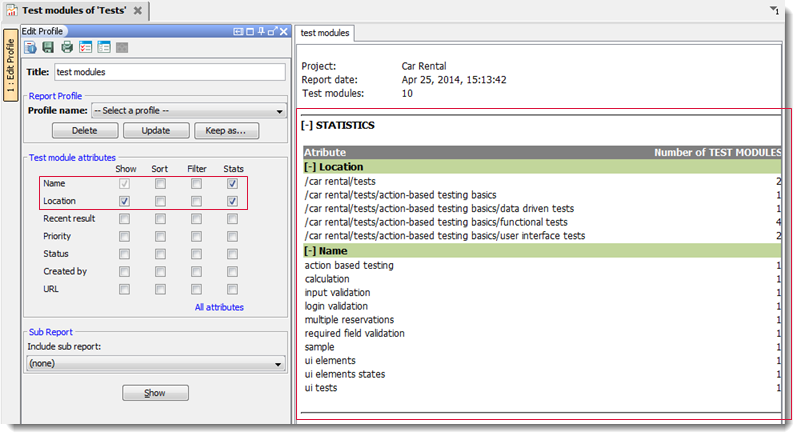 Test modules of 'Tests'
1
1 : Edit Profile
Edit Profile
Title: test modules
Report Profile
Profile name: -- Select a profile --
Delete Update Keep as...
Test module attributes
Show Sort Filter Stats
Name
Location
Recent result
Priority
Status
Created by
URL
All attributes
Sub Report
Include sub report:
(none)
Show
test modules
Project: Car Rental
Report date: Apr 25, 2014, 15:13:42
Test modules: 10
[-] STATISTICS
Atribute Number of TEST MODULES
[-] Location
/car rental/tests 2
/car rental/tests/action-based testing basics 1
/car rental/tests/action-based testing basics/data driven tests 1
/car rental/tests/action-based testing basics/functional tests 4
/car rental/tests/action-based testing basics/user interface tests 2
[-] Name
action based testing 1
calculation 1
input validation 1
login validation 1
multiple reservations 1
required field validation 1
sample 1
ui elements 1
ui elements states 1
ui tests 1